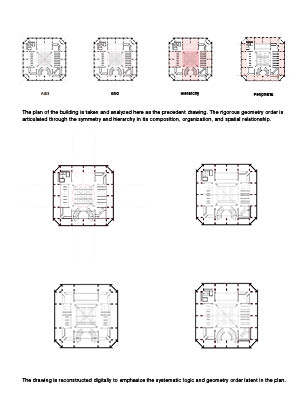 Axis
Grid
Hierarchy
Peripheral
The plan of the building is taken and analyzed here as the precedent drawing. The rigorous geometry order is
articulated through the symmetry and hierarchy in its composition, organization, and spatial relationship.
The drawing is reconstructed digitally to emphasize the systematic logic and geometry order latent in the plan.